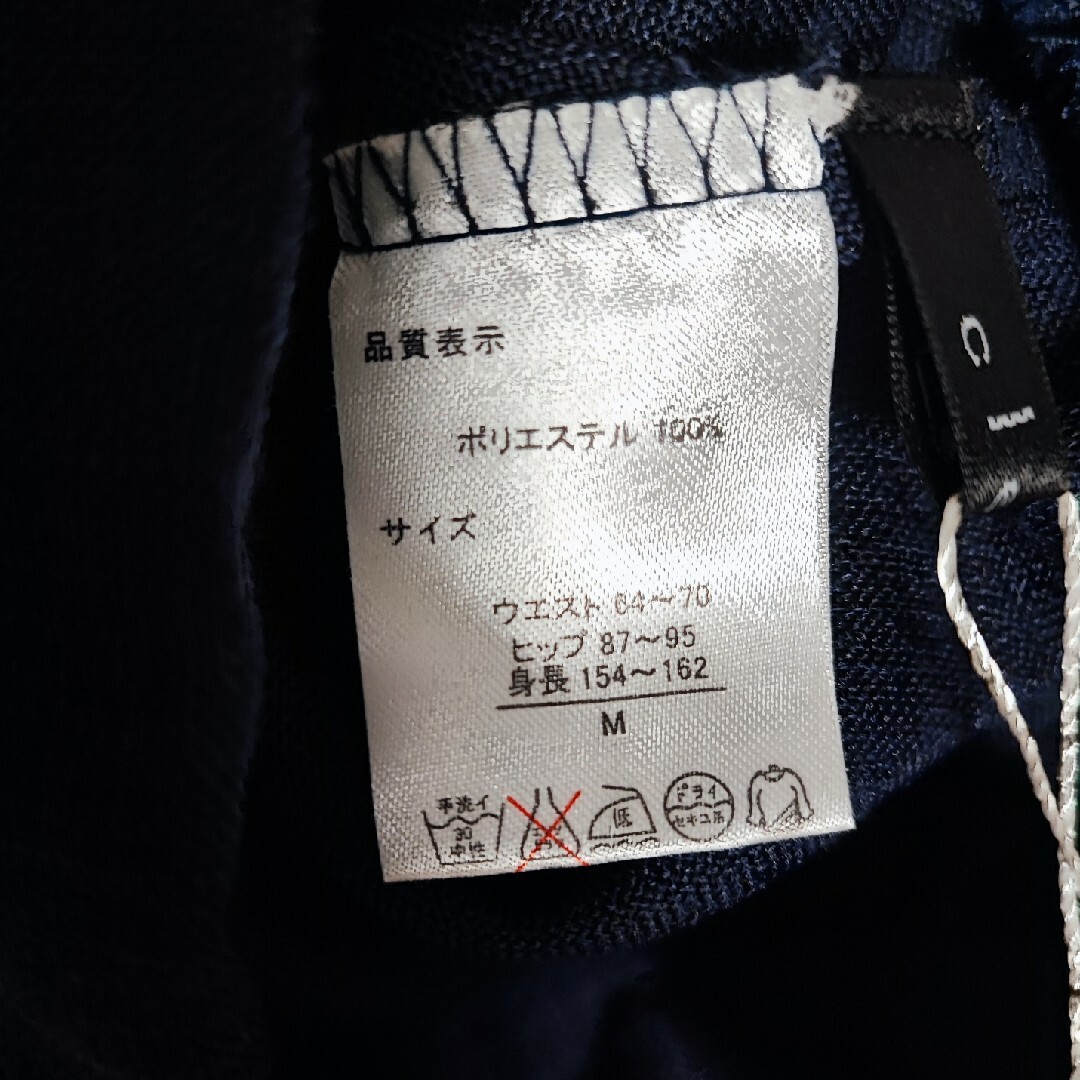 品質表示
ポリエステル 100%
サイズ
ウエスト 64〜70
ヒップ 87〜95
身長 154〜162
M
手洗イ
30
中性
低
ドライ
セキユ系
C